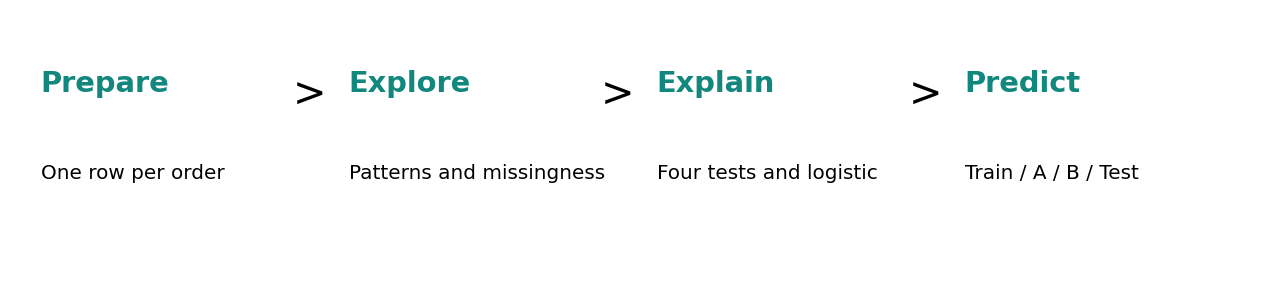 Prepare > Explore > Explain > Predict
One row per order Patterns and missingness Four tests and logistic Train / A / B / Test